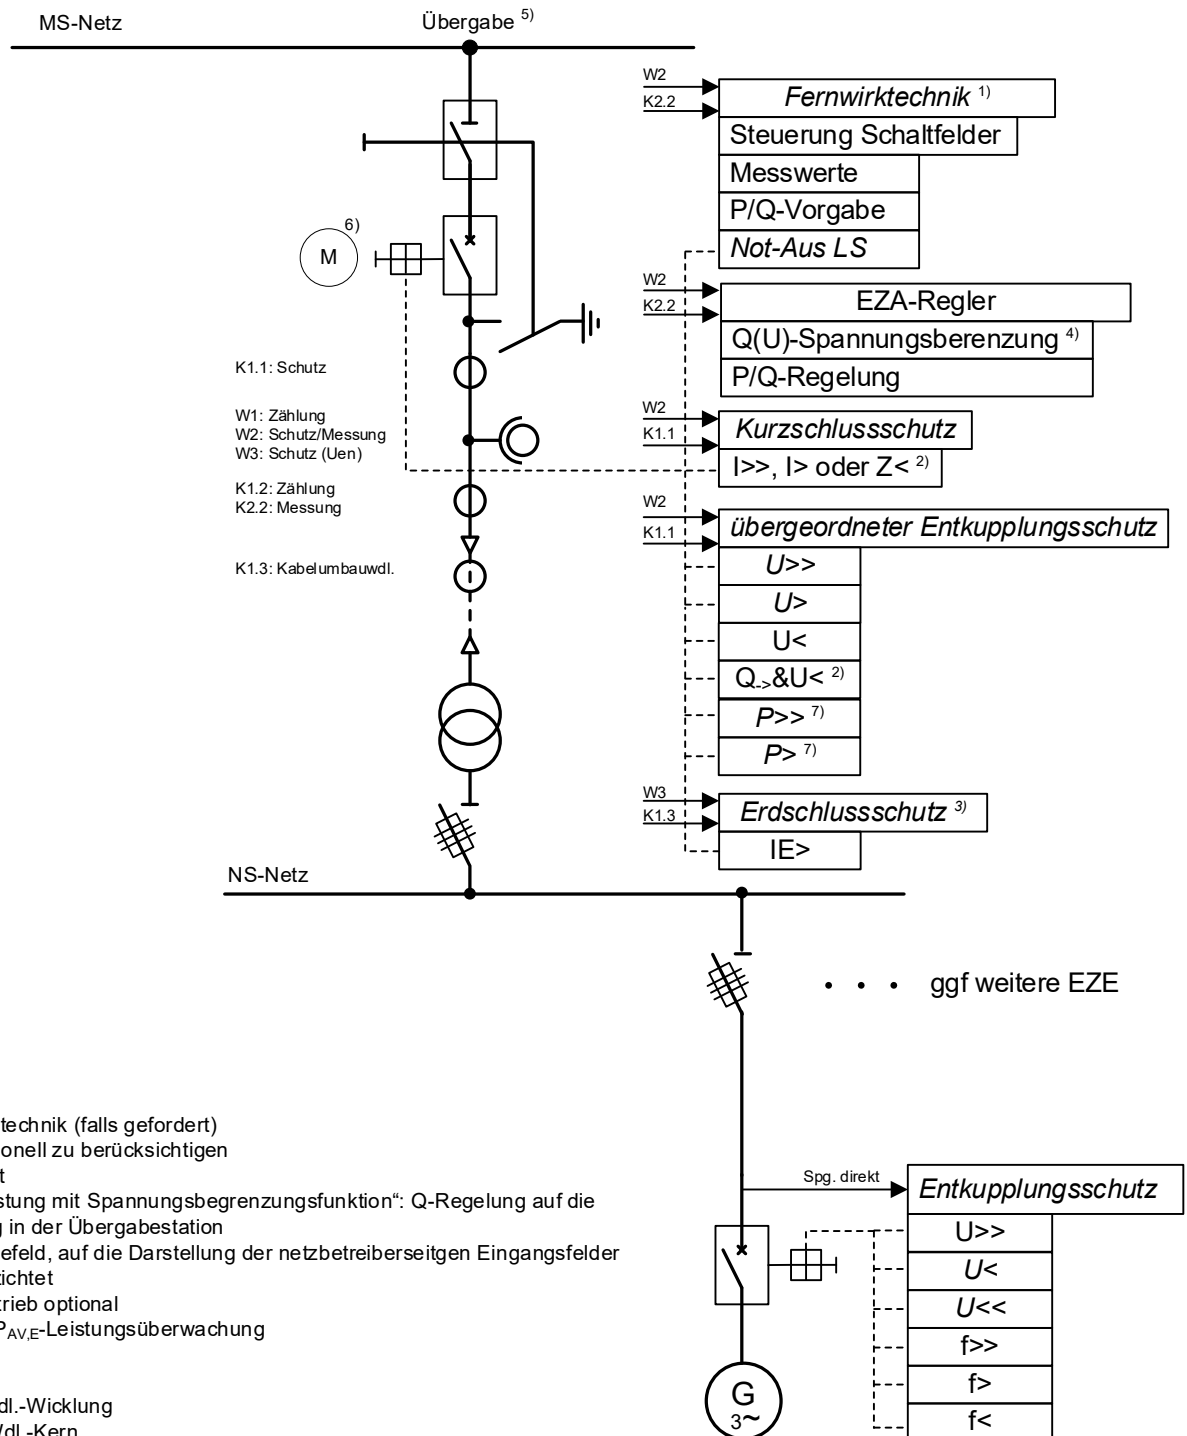 MS-Netz
Übergabe 5)
W2
K2.2
Fernwirktechnik 1)
Steuerung Schaltfelder
Messwerte
P/Q-Vorgabe
Not-Aus LS
6)
M
W2
K2.2
EZA-Regler
Q(U)-Spannungsberenzung 4)
P/Q-Regelung
K1.1: Schutz
W1: Zählung
W2: Schutz/Messung
W3: Schutz (Uen)
K1.2: Zählung
K2.2: Messung
K1.3: Kabelumbauwdl.
W2
K1.1
Kurzschlussschutz
I>>, I> oder Z< 2)
W2
K1.1
übergeordneter Entkupplungsschutz
U>>
U>
U<
Q->&U< 2)
P>> 7)
P> 7)
W3
K1.3
Erdschlussschutz 3)
IE>
NS-Netz
ggf weitere EZE
technik (falls gefordert)
onell zu berücksichtigen
t
istung mit Spannungsbegrenzungsfunktion“: Q-Regelung auf die
g in der Übergabestation
efeld, auf die Darstellung der netzbetreiberseitgen Eingangsfelder
zichtet
trieb optional
PAV,E-Leistungsüberwachung
dl.-Wicklung
Wdl.-Kern
Spg. direkt
Entkupplungsschutz
U>>
U<
U<<
f>>
f>
f<
G
3~